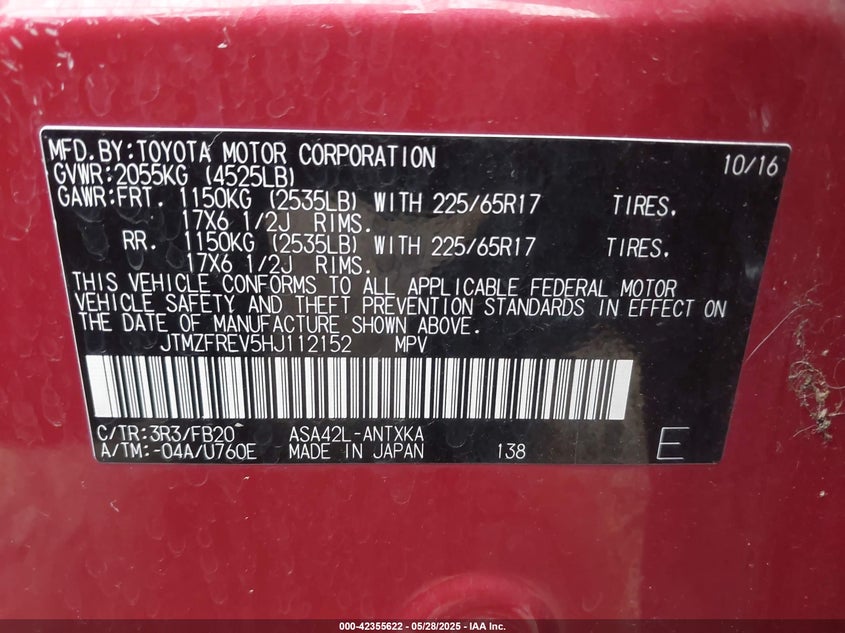 MFD.BY:TOYOTA MOTOR CORPORATION 10/16
GVWR:2055KG (4525LB)
GAWR:FRT. 1150KG (2535LB) WITH 225/65R17 TIRES.
17X6 1/2J RIMS.
RR. 1150KG (2535LB) WITH 225/65R17 TIRES.
17X6 1/2J RIMS.
THIS VEHICLE CONFORMS TO ALL APPLICABLE FEDERAL MOTOR
VEHICLE SAFETY AND THEFT PREVENTION STANDARDS IN EFFECT ON
THE DATE OF MANUFACTURE SHOWN ABOVE.
JTMZFREV5HJ112152 MPV
C/TR:3R3/FB20 ASA42L-ANTXKA
A/TM:-04A/U760E MADE IN JAPAN 138 E
000-42355622 - 05/28/2025 - IAA Inc.